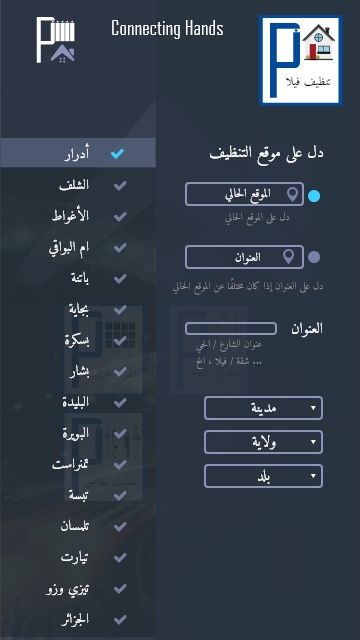 Connecting Hands
تنظيف فيلا
دل على موقع التنظيف
الموقع الحالي
دل على الموقع الحالي
العنوان
دل على العنوان إذا كان مختلفًا عن الموقع الحالي
العنوان
عنوان الشارع / الحي
شقة / فيلا ، الخ ...
مدينة
ولاية
بلد
أدرار
الشلف
الأغواط
ام البواقي
باتنة
بجاية
بسكرة
بشار
البليدة
البويرة
تمنراست
تبسة
تلمسان
تيارت
تيزي وزو
الجزائر